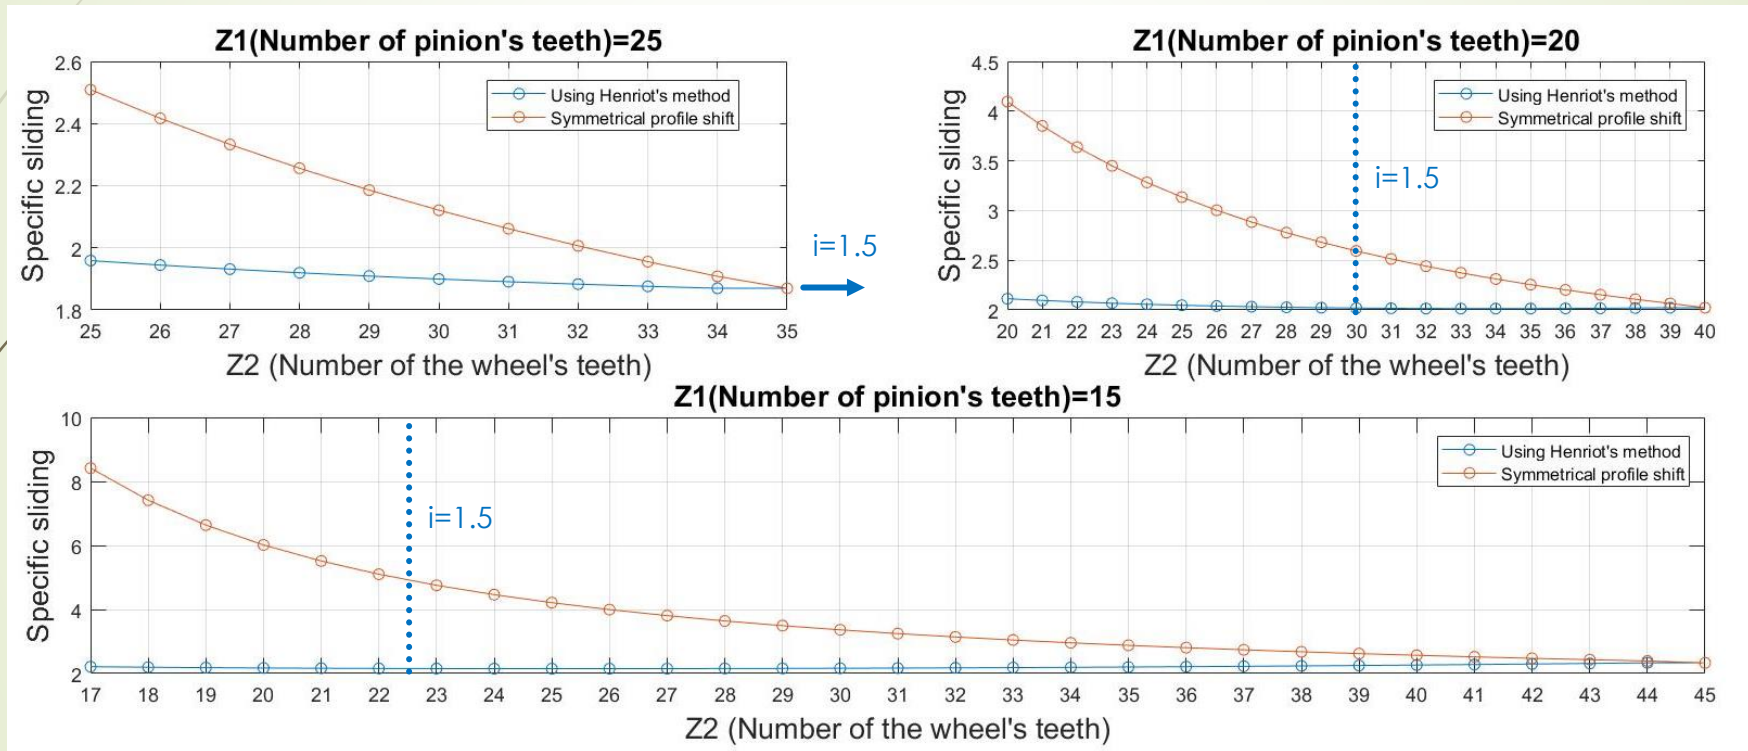 Z1(Number of pinion's teeth)=25
2.6
2.4
2.2
2
1.8
Specific sliding
Using Henriot's method
Symmetrical profile shift
i=1.5
25 26 27 28 29 30 31 32 33 34 35
Z2 (Number of the wheel's teeth)
Z1(Number of pinion's teeth)=20
4.5
4
3.5
3
2.5
2
Specific sliding
Using Henriot's method
Symmetrical profile shift
i=1.5
20 21 22 23 24 25 26 27 28 29 30 31 32 33 34 35 36 37 38 39 40
Z2 (Number of the wheel's teeth)
Z1(Number of pinion's teeth)=15
10
8
6
4
2
Specific sliding
Using Henriot's method
Symmetrical profile shift
i=1.5
17 18 19 20 21 22 23 24 25 26 27 28 29 30 31 32 33 34 35 36 37 38 39 40 41 42 43 44 45
Z2 (Number of the wheel's teeth)